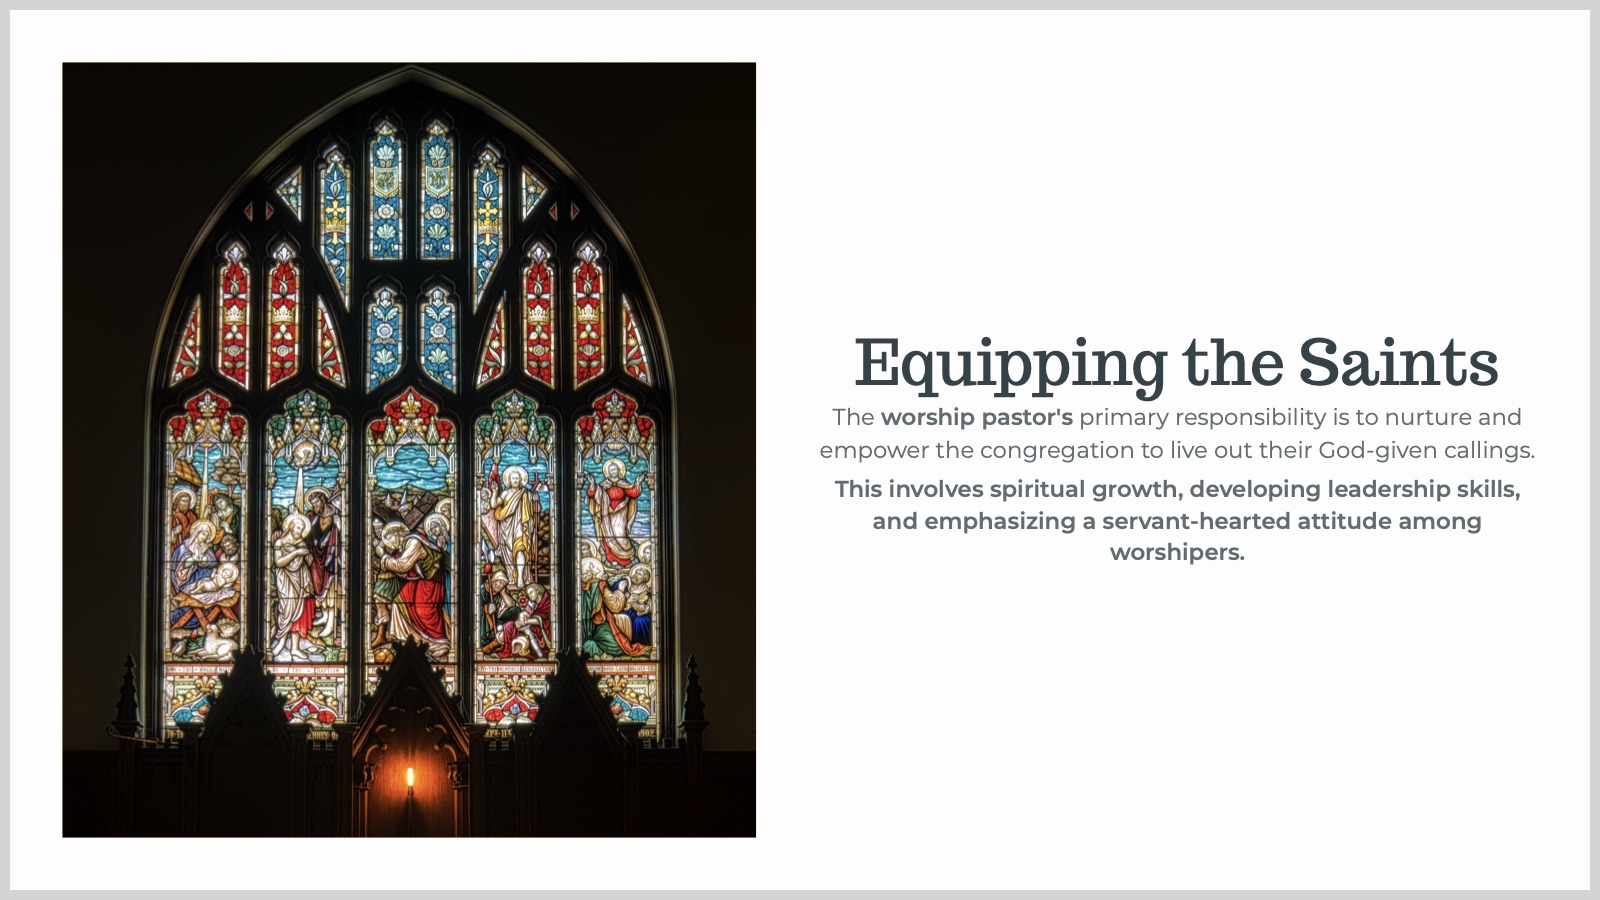 Equipping the Saints
The worship pastor's primary responsibility is to nurture and
empower the congregation to live out their God-given callings.
This involves spiritual growth, developing leadership skills,
and emphasizing a servant-hearted attitude among
worshipers.